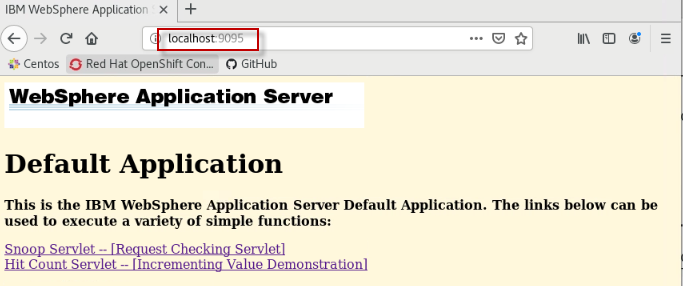 IBM WebSphere Application S
localhost:9095
Centos
Red Hat OpenShift Con...
GitHub
WebSphere Application Server
Default Application
This is the IBM WebSphere Application Server Default Application. The links below can be
used to execute a variety of simple functions:
Snoop Servlet -- [Request Checking Servlet]
Hit Count Servlet -- [Incrementing Value Demonstration]